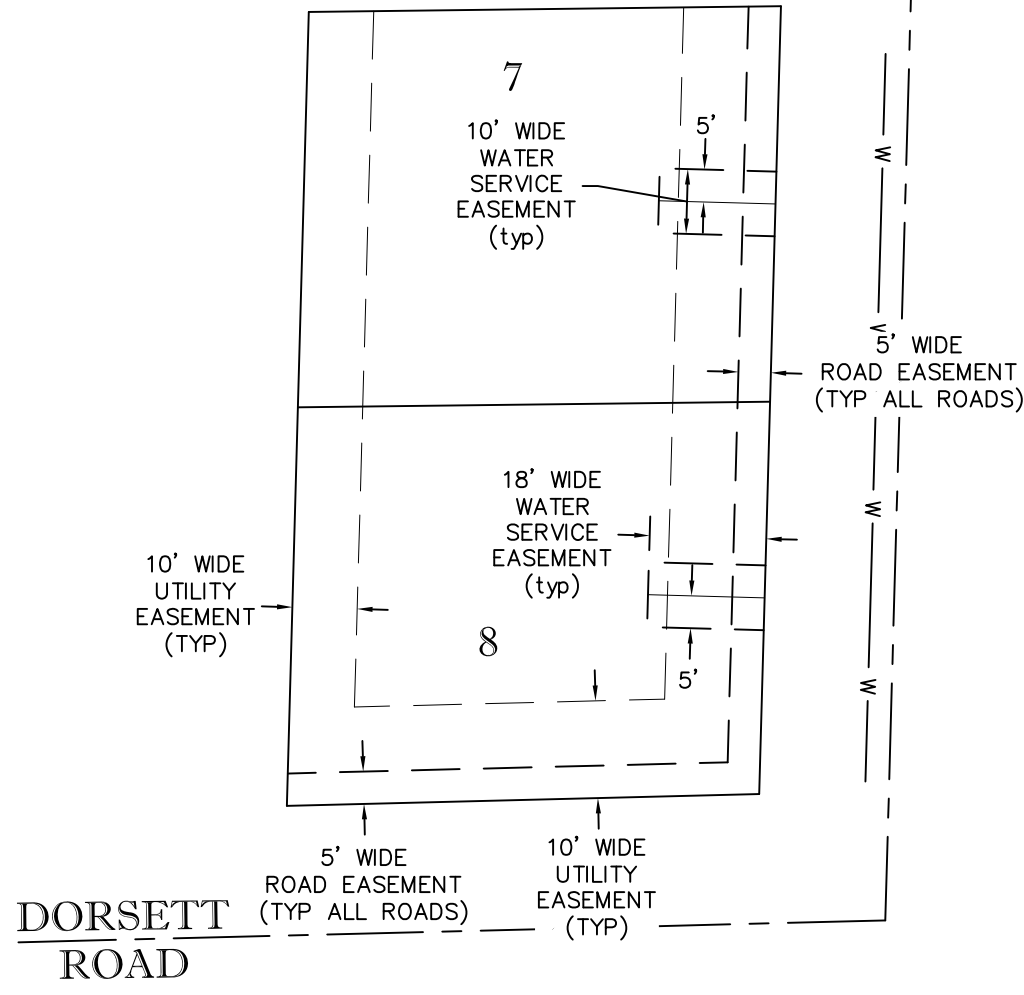 7
5'
10' WIDE
WATER
SERVICE
EASEMENT
(typ)
W
W
5' WIDE
ROAD EASEMENT
(TYP ALL ROADS)
18' WIDE
WATER
SERVICE
EASEMENT
(typ)
W
10' WIDE
UTILITY
EASEMENT
(TYP)
8
5'
W
5' WIDE
ROAD EASEMENT
(TYP ALL ROADS)
10' WIDE
UTILITY
EASEMENT
(TYP)
DORSETT
ROAD